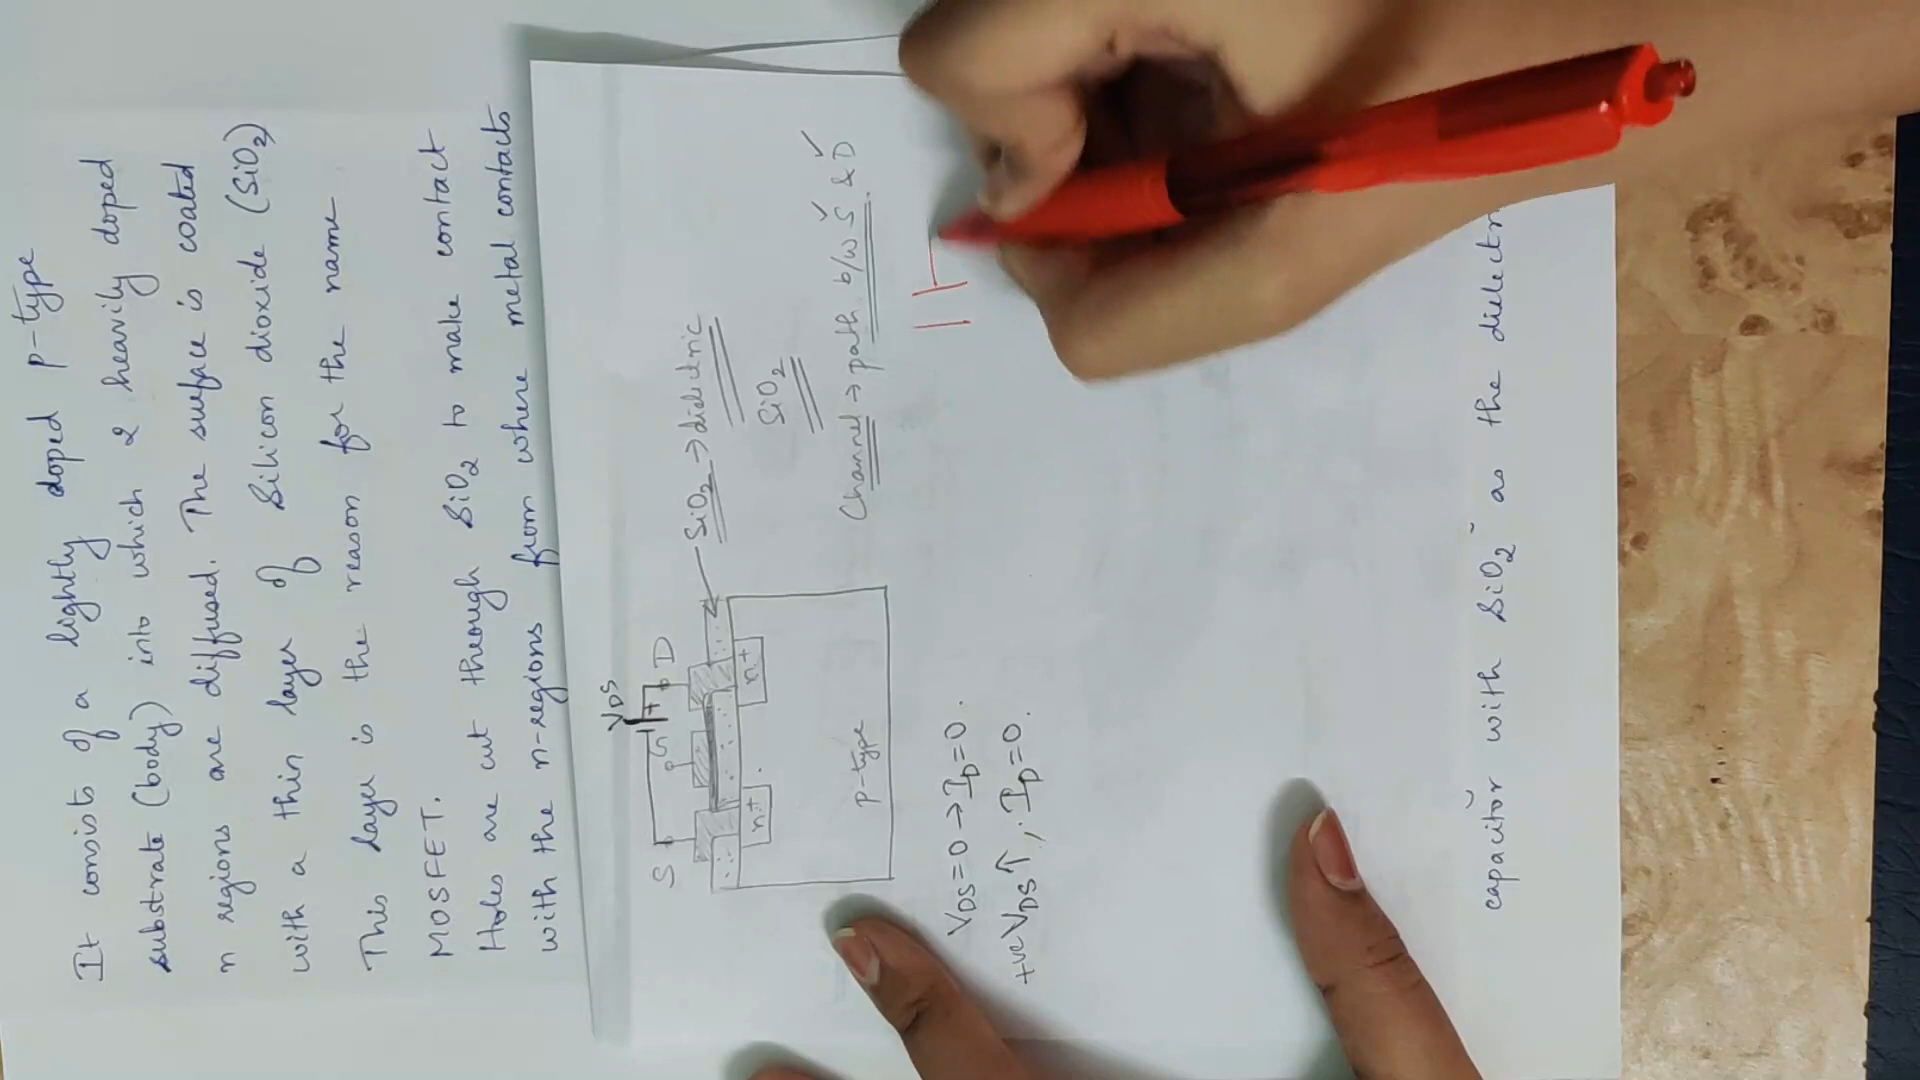 It consists of a lightly doped p-type
substrate (body) into which 2 heavily doped
n regions are diffused. The surface is coated
with a thin layer of Silicon dioxide (SiO2)
This layer is the reason for the name
MOSFET.
Holes are cut through SiO2 to make contact
with the n-regions from where metal contacts
VDS
S
G
D
+
n+
n+
p-type
SiO2 → dielectric
SiO2
Channel → path b/w S & D
VDS=0 → ID=0.
+ve VDS↑, ID=0.
capacitor with SiO2 as the